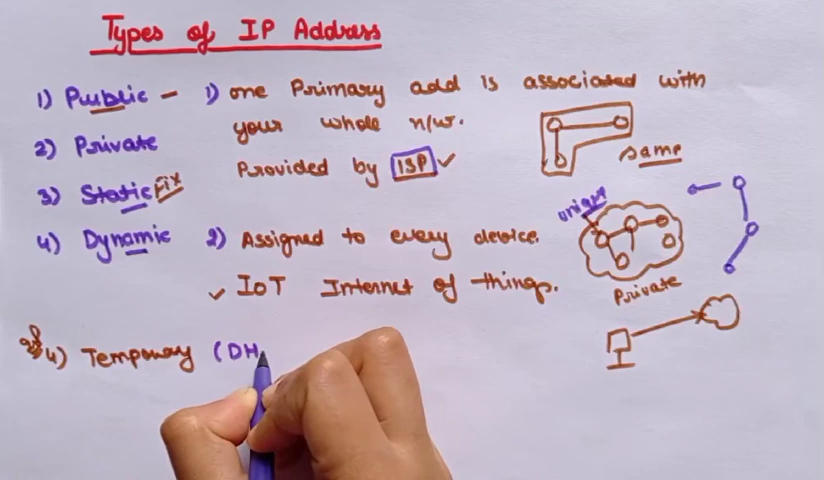 Types of IP Address
1) Public - 1) one Primary add is associated with
your whole n/w.
Provided by ISP ✓
same
2) Private
3) Static Fix
4) Dynamic
2) Assigned to every device.
✓ IoT Internet of things.
unique
Private
4) Temporary (DH